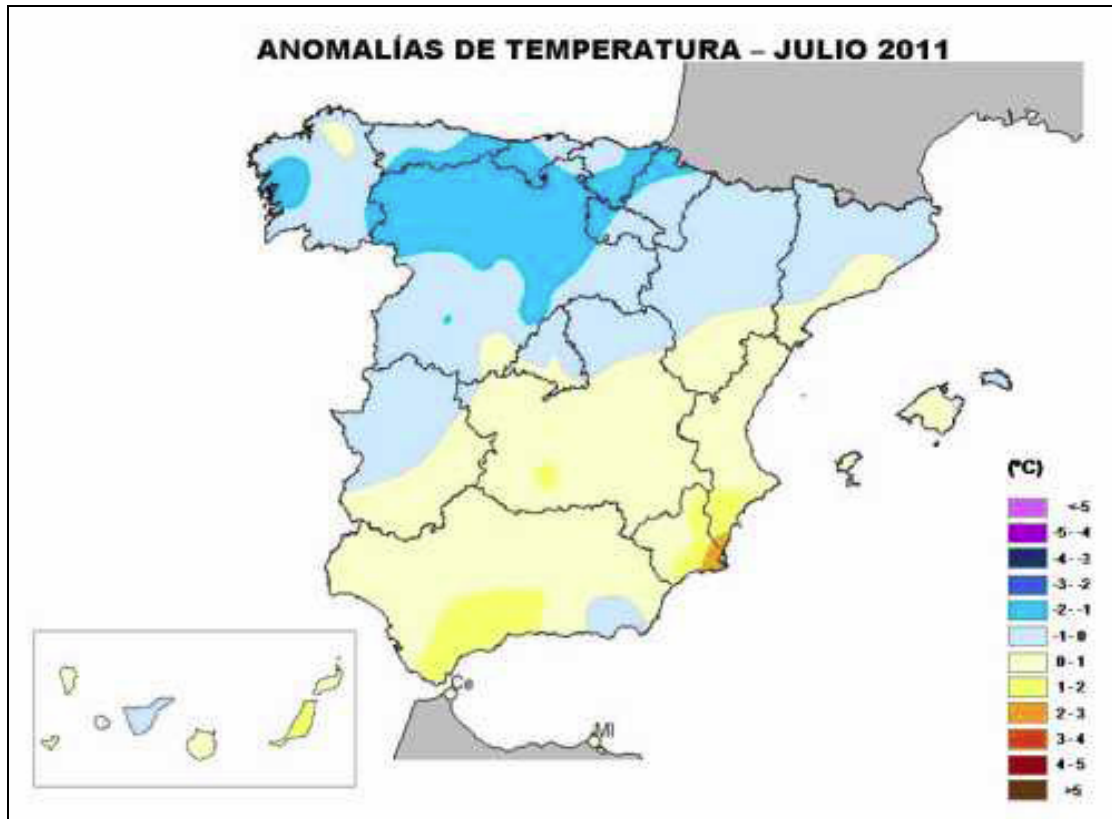 ANOMALÍAS DE TEMPERATURA – JULIO 2011
(ºC)
<-5
-5 - -4
-4 - -3
-3 - -2
-2 - -1
-1 - 0
0 - 1
1 - 2
2 - 3
3 - 4
4 - 5
>5
Ce
Ml